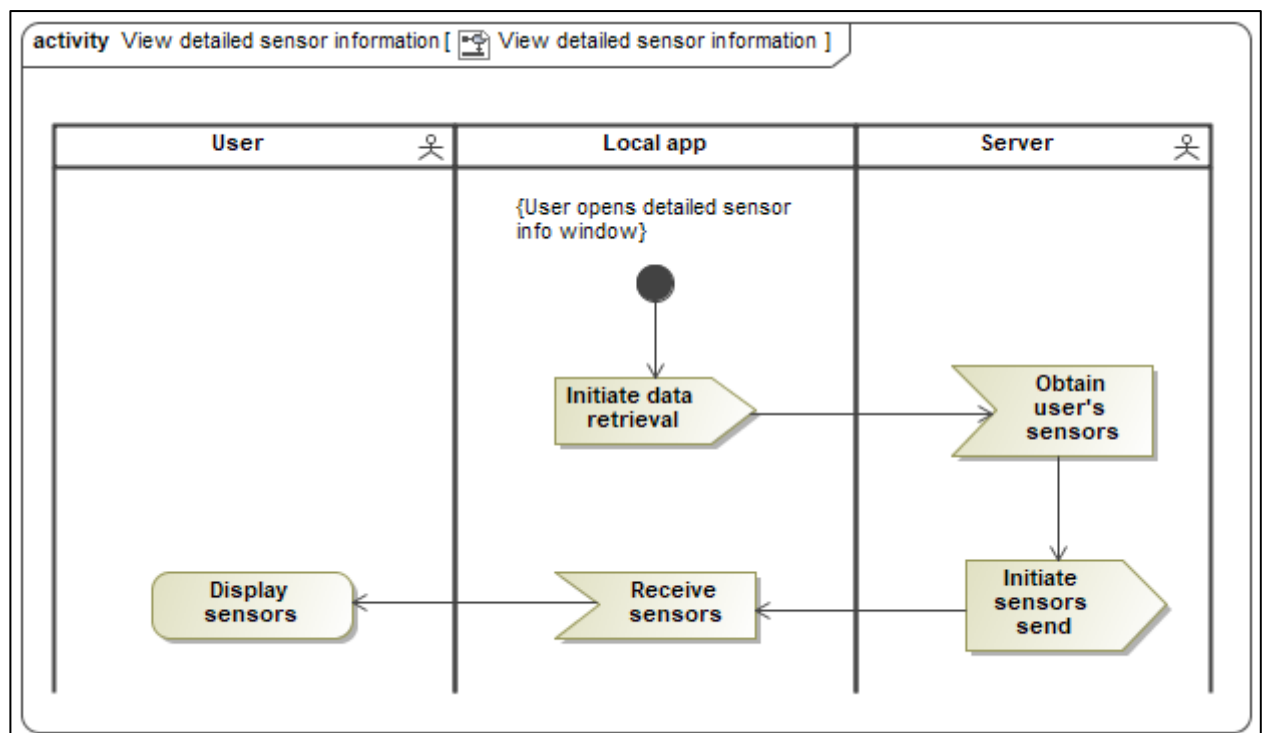 activity View detailed sensor information [ View detailed sensor information ]
User
Local app
Server
{User opens detailed sensor
info window}
Initiate data
retrieval
Obtain
user's
sensors
Display
sensors
Receive
sensors
Initiate
sensors
send